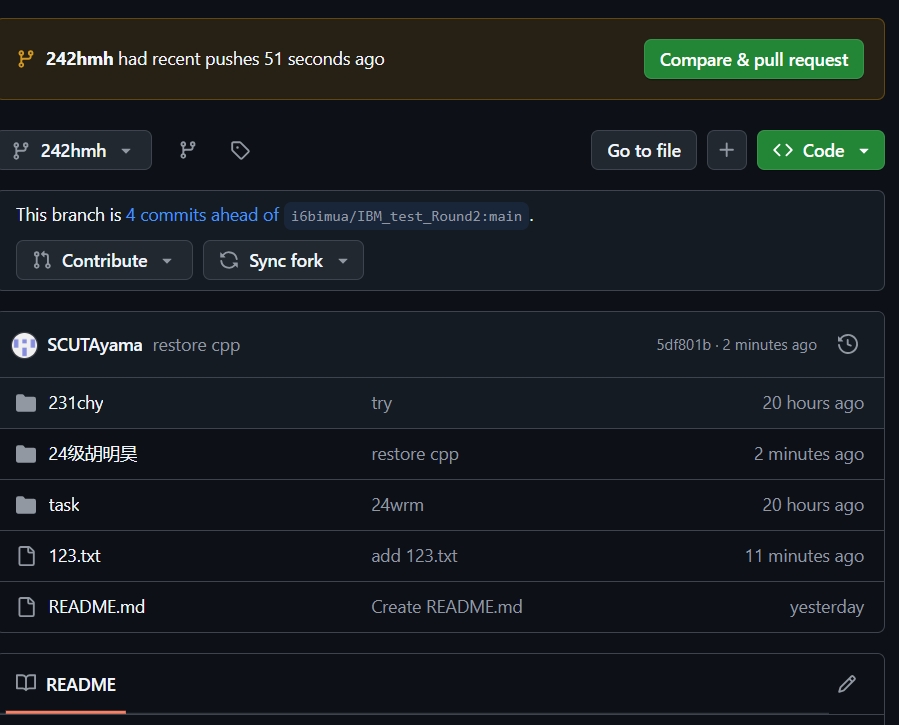 242hmh had recent pushes 51 seconds ago
Compare & pull request
242hmh
Go to file
Code
This branch is 4 commits ahead of i6bimua/IBM_test_Round2:main .
Contribute
Sync fork
SCUTAyama restore cpp 5df801b · 2 minutes ago
231chy try 20 hours ago
24级胡明昊 restore cpp 2 minutes ago
task 24wrm 20 hours ago
123.txt add 123.txt 11 minutes ago
README.md Create README.md yesterday
README